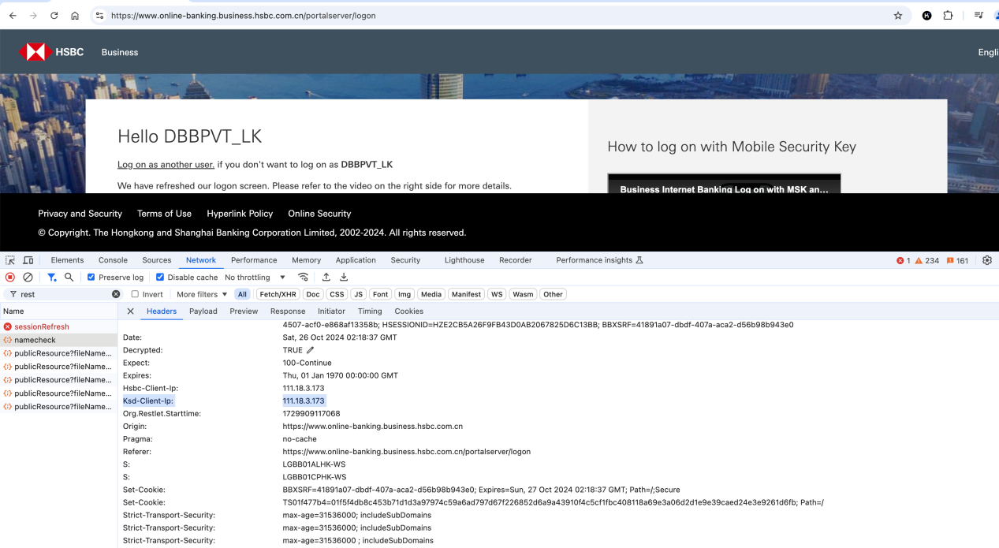 https://www.online-banking.business.hsbc.com.cn/portalserver/logon
HSBC Business Engli
Hello DBBPVT_LK
Log on as another user. if you don't want to log on as DBBPVT_LK
We have refreshed our logon screen. Please refer to the video on the right side for more details.
How to log on with Mobile Security Key
Business Internet Banking Log on with MSK an...
Privacy and Security Terms of Use Hyperlink Policy Online Security
© Copyright. The Hongkong and Shanghai Banking Corporation Limited, 2002-2024. All rights reserved.
Elements Console Sources Network Performance Memory Application Security Lighthouse Recorder Performance insights 1 234 161
Preserve log Disable cache No throttling
rest Invert More filters All Fetch/XHR Doc CSS JS Font Img Media Manifest WS Wasm Other
Name Headers Payload Preview Response Initiator Timing Cookies
sessionRefresh
namecheck
publicResource?fileName...
publicResource?fileName...
publicResource?fileName...
publicResource?fileName...
publicResource?fileName...
4507-acf0-e868af13358b; HSESSIONID=HZE2CB5A26F9FB43D0AB2067825D6C13BB; BBXSRF=41891a07-dbdf-407a-aca2-d56b98b943e0
Date: Sat, 26 Oct 2024 02:18:37 GMT
Decrypted: TRUE
Expect: 100-Continue
Expires: Thu, 01 Jan 1970 00:00:00 GMT
Hsbc-Client-Ip: 111.18.3.173
Ksd-Client-Ip: 111.18.3.173
Org.Restlet.Starttime: 1729909117068
Origin: https://www.online-banking.business.hsbc.com.cn
Pragma: no-cache
Referer: https://www.online-banking.business.hsbc.com.cn/portalserver/logon
S: LGBB01ALHK-WS
S: LGBB01CPHK-WS
Set-Cookie: BBXSRF=41891a07-dbdf-407a-aca2-d56b98b943e0; Expires=Sun, 27 Oct 2024 02:18:37 GMT; Path=/;Secure
Set-Cookie: TS01f477b4=01f5f4db8c453b71d1d3a97974c59a6ad797d67f226852d6a9a43910f4c5cf1fbc408118a69e3a06d2d1e9e39caed24e3e9261d6fb; Path=/
Strict-Transport-Security: max-age=31536000; includeSubDomains
Strict-Transport-Security: max-age=31536000; includeSubDomains
Strict-Transport-Security: max-age=31536000 ; includeSubDomains